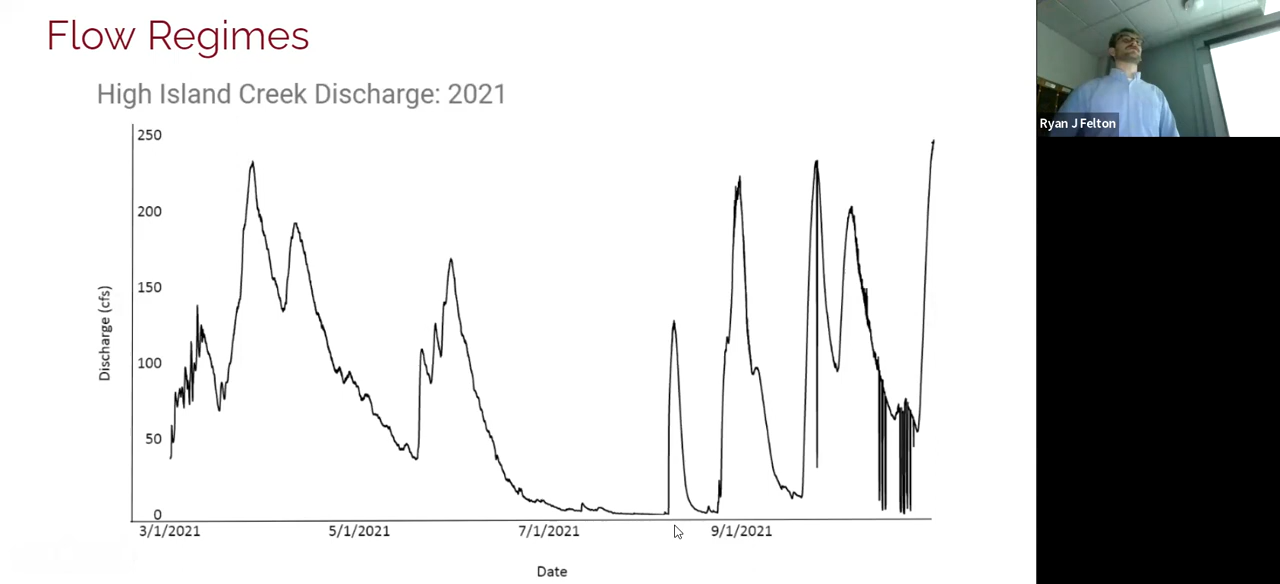 Flow Regimes
High Island Creek Discharge: 2021
250
200
150
100
50
0
Discharge (cfs)
3/1/2021 5/1/2021 7/1/2021 9/1/2021
Date
Ryan J Felton